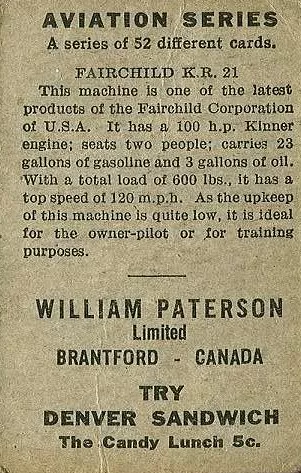 AVIATION SERIES
A series of 52 different cards.
FAIRCHILD K.R. 21
This machine is one of the latest
products of the Fairchild Corporation
of U.S.A. It has a 100 h.p. Kinner
engine; seats two people; carries 23
gallons of gasoline and 3 gallons of oil.
With a total load of 600 lbs., it has a
top speed of 120 m.p.h. As the upkeep
of this machine is quite low, it is ideal
for the owner-pilot or for training
purposes.
WILLIAM PATERSON
Limited
BRANTFORD - CANADA
TRY
DENVER SANDWICH
The Candy Lunch 5c.